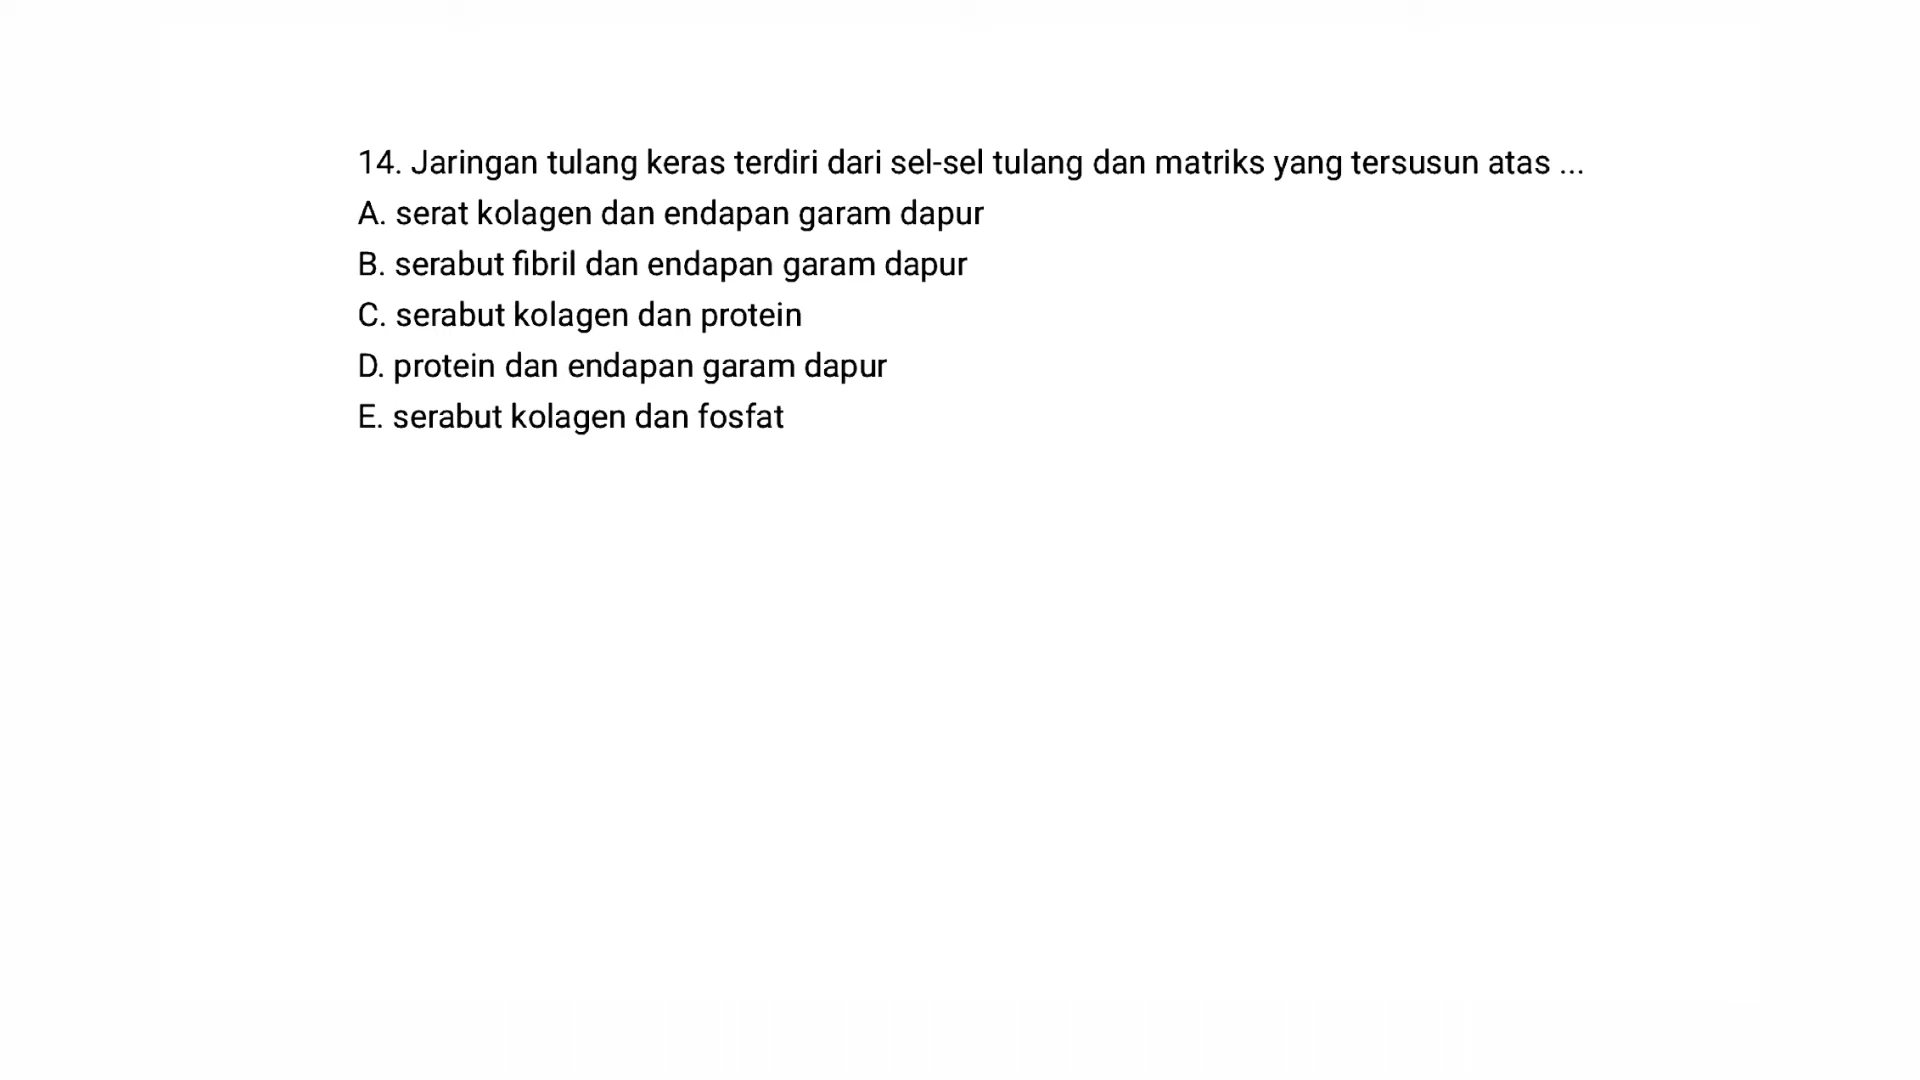 14. Jaringan tulang keras terdiri dari sel-sel tulang dan matriks yang tersusun atas ...
A. serat kolagen dan endapan garam dapur
B. serabut fibril dan endapan garam dapur
C. serabut kolagen dan protein
D. protein dan endapan garam dapur
E. serabut kolagen dan fosfat